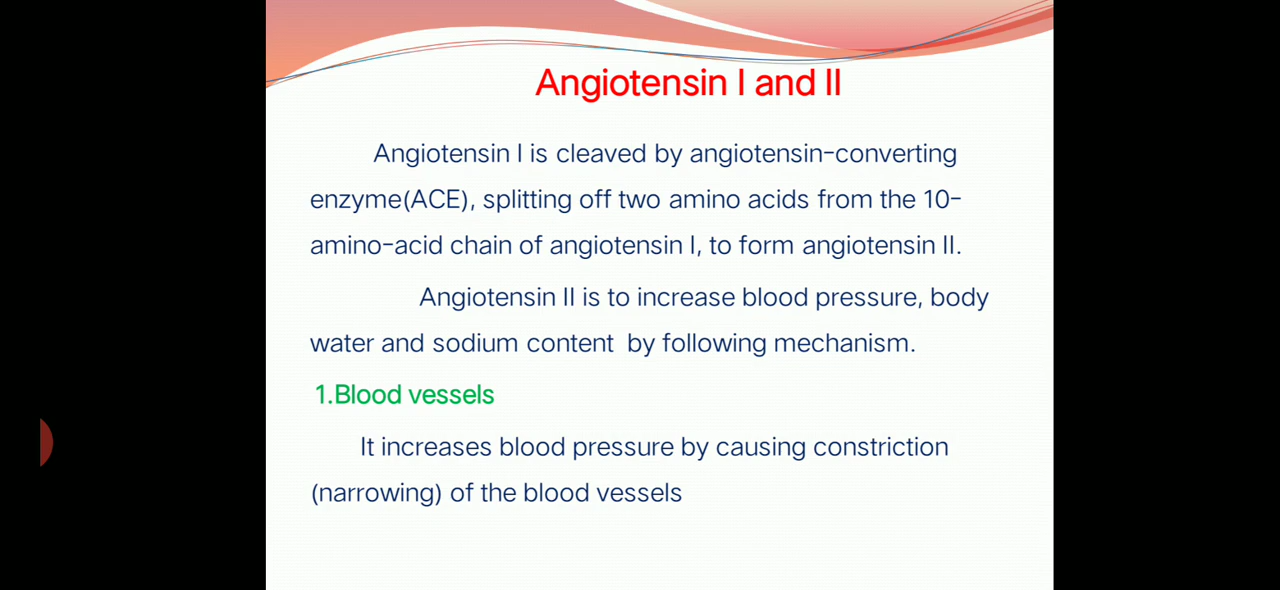 Angiotensin I and II
Angiotensin I is cleaved by angiotensin-converting
enzyme(ACE), splitting off two amino acids from the 10-
amino-acid chain of angiotensin I, to form angiotensin II.
Angiotensin II is to increase blood pressure, body
water and sodium content  by following mechanism.
1.Blood vessels
It increases blood pressure by causing constriction
(narrowing) of the blood vessels